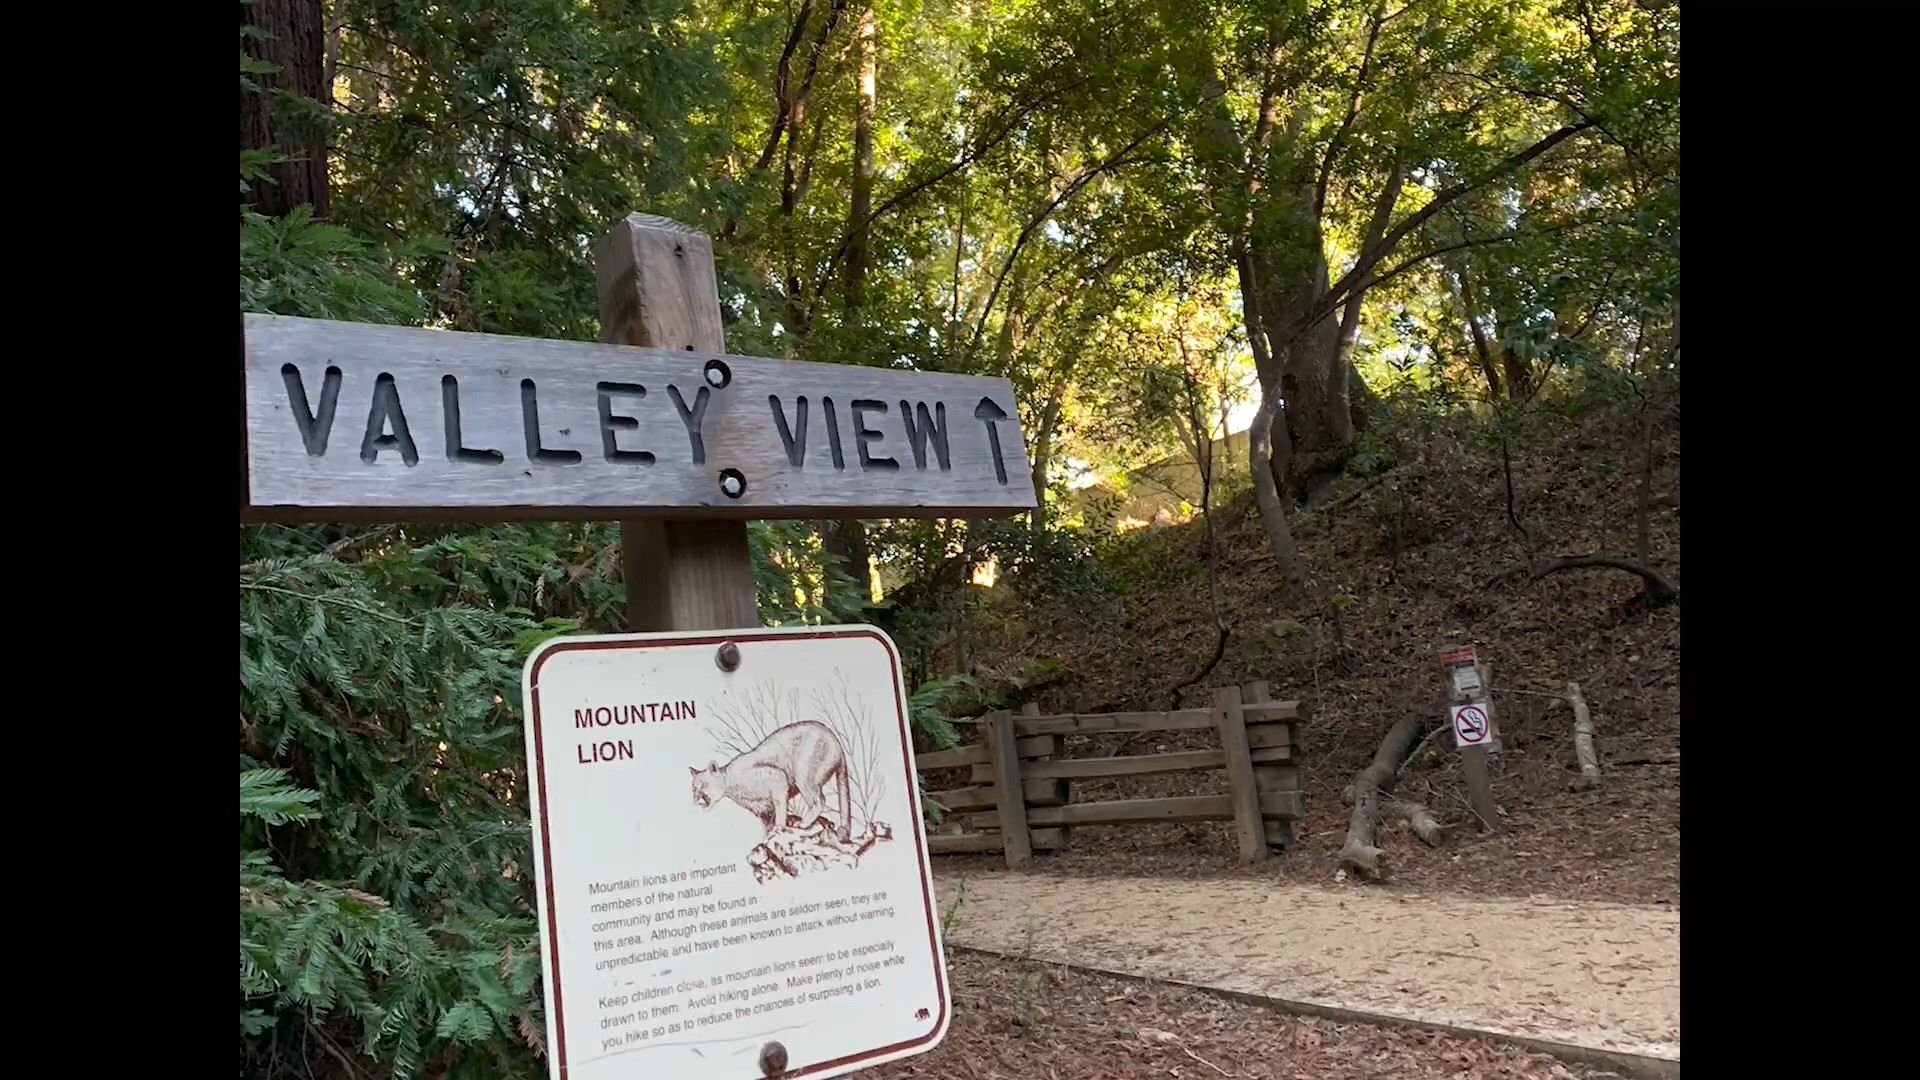 VALLEY VIEW ↑
MOUNTAIN
LION
Mountain lions are important
members of the natural
community and may be found in
this area. Although these animals are seldom seen, they are
unpredictable and have been known to attack without warning.
Keep children close, as mountain lions seem to be especially
drawn to them. Avoid hiking alone. Make plenty of noise while
you hike so as to reduce the chances of surprising a lion.